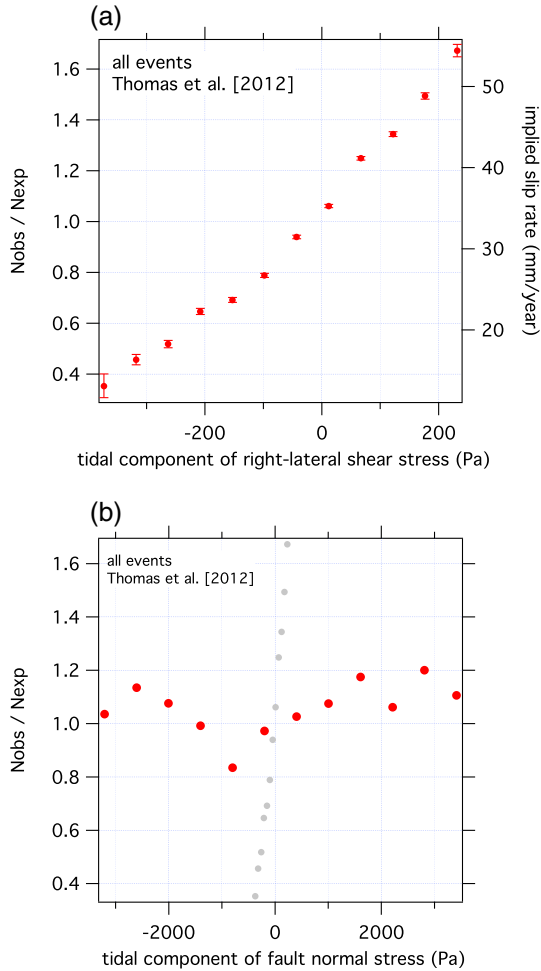 (a)
all events
Thomas et al. [2012]
1.6
1.4
1.2
1.0
0.8
0.6
0.4
Nobs / Nexp
50
40
30
20
implied slip rate (mm/year)
-200
0
200
tidal component of right-lateral shear stress (Pa)
(b)
all events
Thomas et al. [2012]
1.6
1.4
1.2
1.0
0.8
0.6
0.4
Nobs / Nexp
-2000
0
2000
tidal component of fault normal stress (Pa)